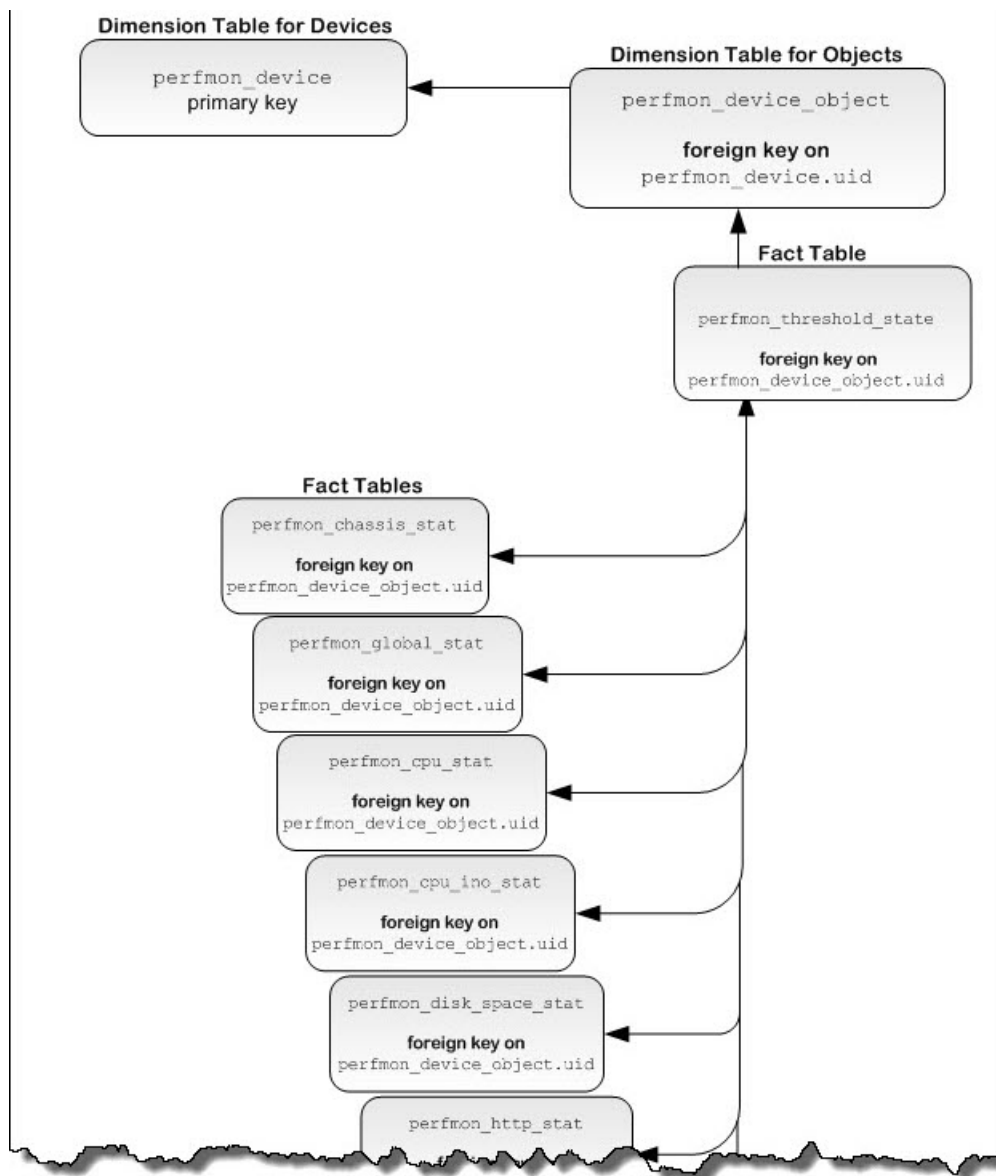 Dimension Table for Devices
perfmon_device
primary key
Dimension Table for Objects
perfmon_device_object
foreign key on
perfmon_device.uid
Fact Table
perfmon_threshold_state
foreign key on
perfmon_device_object.uid
Fact Tables
perfmon_chassis_stat
foreign key on
perfmon_device_object.uid
perfmon_global_stat
foreign key on
perfmon_device_object.uid
perfmon_cpu_stat
foreign key on
perfmon_device_object.uid
perfmon_cpu_ino_stat
foreign key on
perfmon_device_object.uid
perfmon_disk_space_stat
foreign key on
perfmon_device_object.uid
perfmon_http_stat